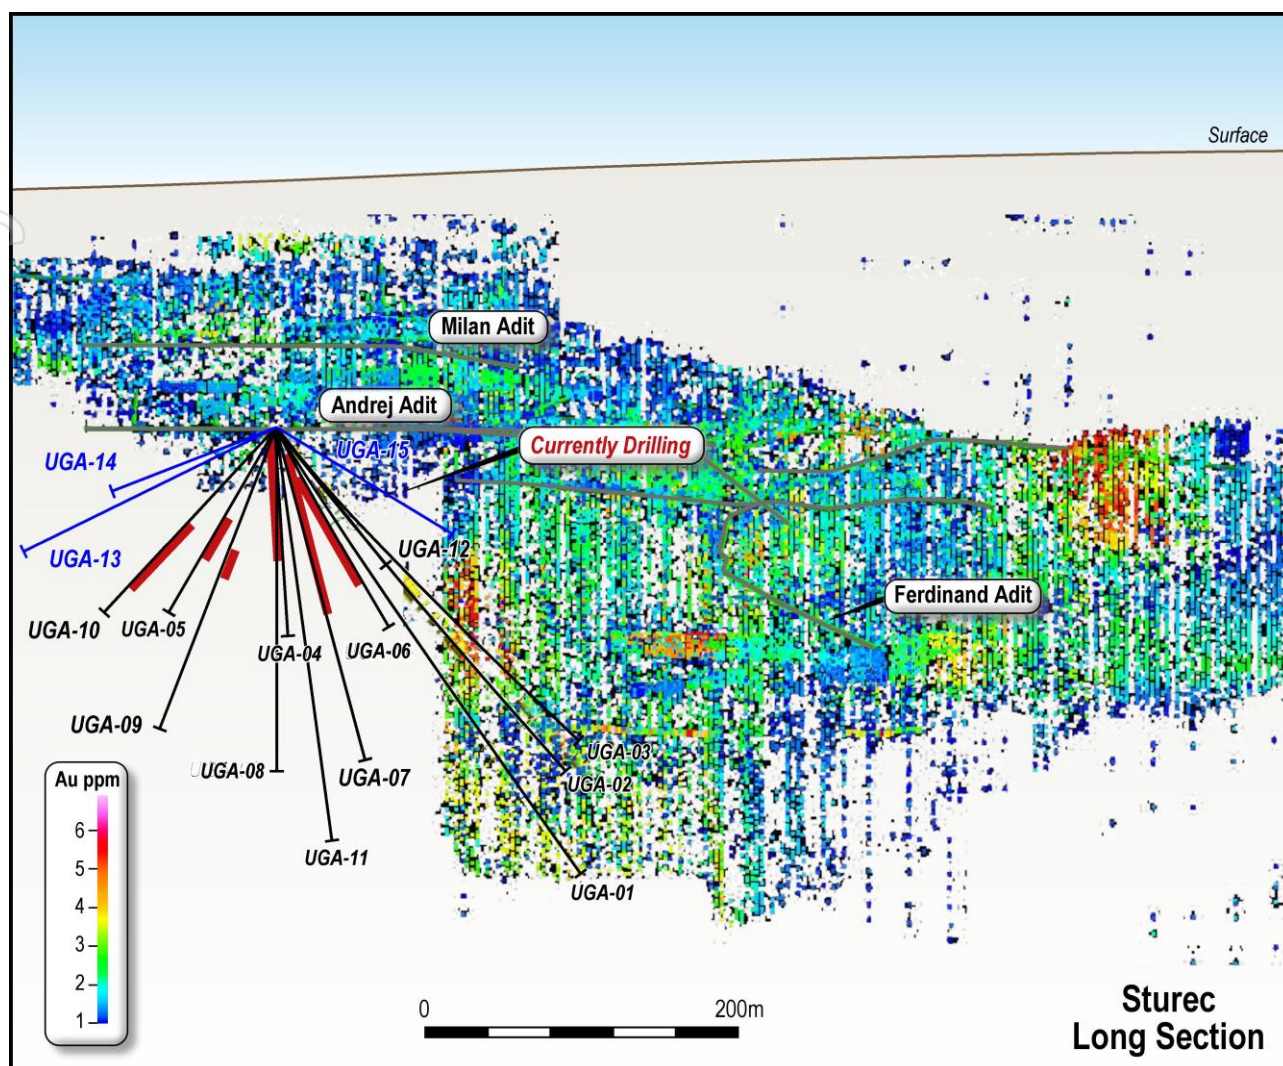 Surface
Milan Adit
Andrej Adit
UGA-15
Currently Drilling
UGA-14
UGA-13
UGA-12
Ferdinand Adit
UGA-10
UGA-05
UGA-04
UGA-06
UGA-09
UGA-08
UGA-07
UGA-03
UGA-02
UGA-11
UGA-01
Au ppm
6
5
4
3
2
1
0
200m
Sturec
Long Section